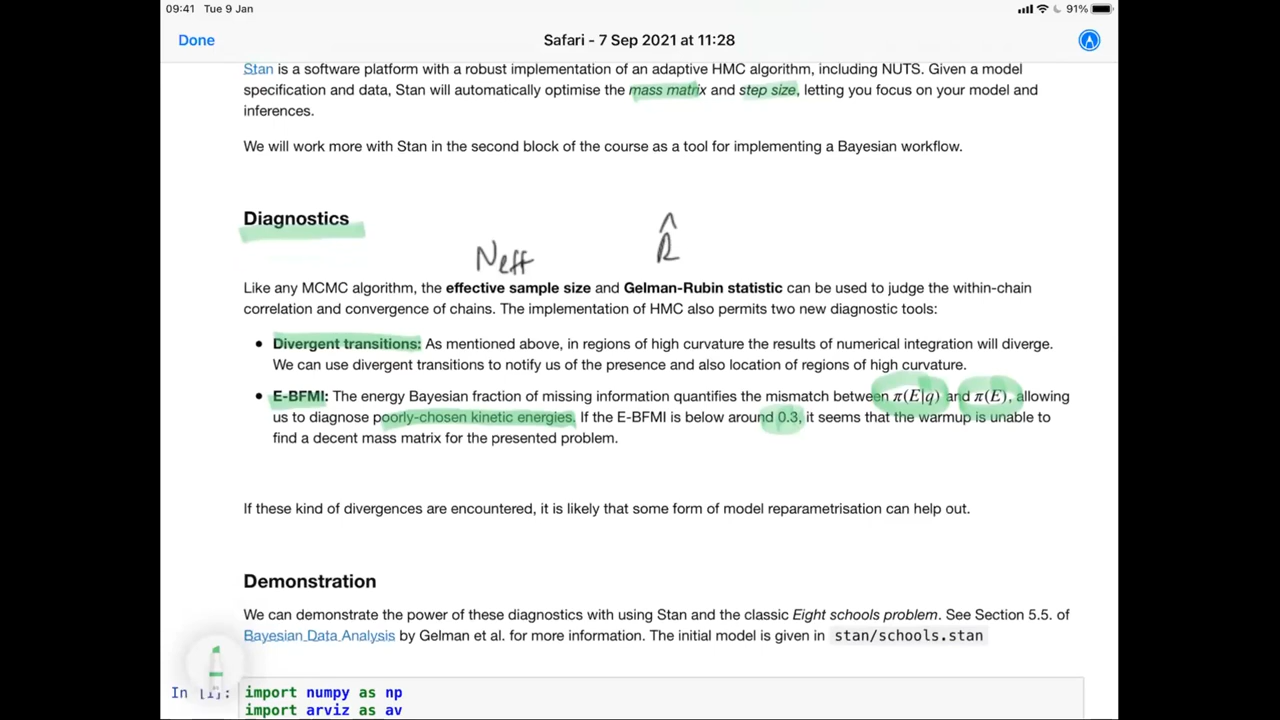 09:41 Tue 9 Jan
91%
Done
Safari - 7 Sep 2021 at 11:28
Stan is a software platform with a robust implementation of an adaptive HMC algorithm, including NUTS. Given a model
specification and data, Stan will automatically optimise the mass matrix and step size, letting you focus on your model and
inferences.
We will work more with Stan in the second block of the course as a tool for implementing a Bayesian workflow.
Diagnostics
Neff R̂
Like any MCMC algorithm, the effective sample size and Gelman-Rubin statistic can be used to judge the within-chain
correlation and convergence of chains. The implementation of HMC also permits two new diagnostic tools:
• Divergent transitions: As mentioned above, in regions of high curvature the results of numerical integration will diverge.
We can use divergent transitions to notify us of the presence and also location of regions of high curvature.
• E-BFMI: The energy Bayesian fraction of missing information quantifies the mismatch between π(E|q) and π(E), allowing
us to diagnose poorly-chosen kinetic energies. If the E-BFMI is below around 0.3, it seems that the warmup is unable to
find a decent mass matrix for the presented problem.
If these kind of divergences are encountered, it is likely that some form of model reparametrisation can help out.
Demonstration
We can demonstrate the power of these diagnostics with using Stan and the classic Eight schools problem. See Section 5.5. of
Bayesian Data Analysis by Gelman et al. for more information. The initial model is given in stan/schools.stan
In [1]: import numpy as np
import arviz as av